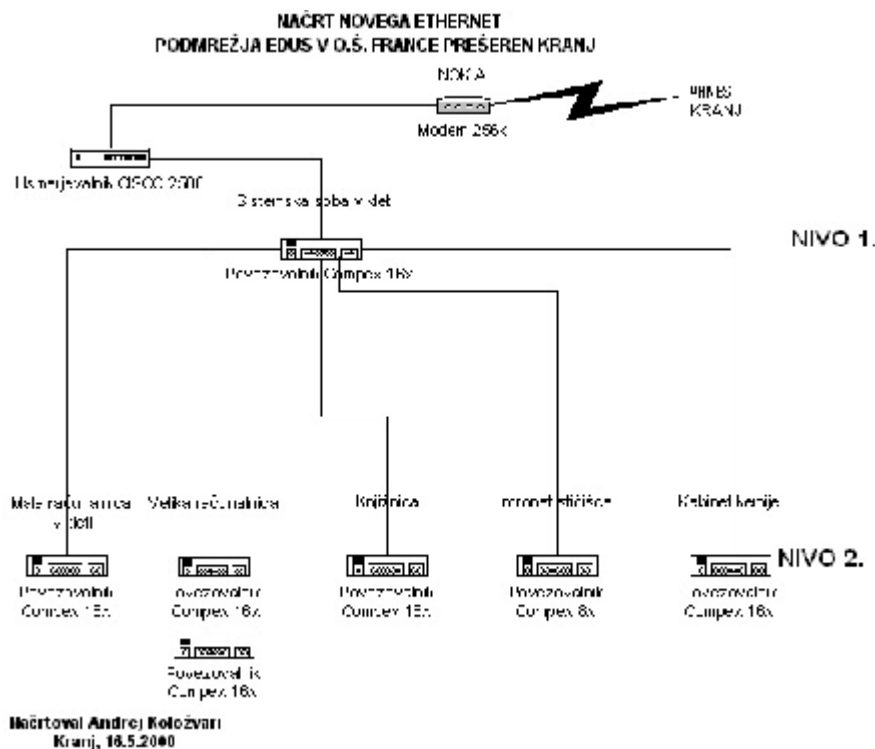 NAČRT NOVEGA ETHERNET
PODMREŽJA EDUS V O.Š. FRANCE PREŠEREN KRANJ
NOKIA
ARNES
KRANJ
Modem 256k
Usmerjevalnik CISCO
Sistemska soba v kleti
NIVO 1.
Povezovalnik Compex 16x
Mala računalnica
v kleti
Velika računalnica
Knjižnica
Kabinet kemije
NIVO 2.
Povezovalnik
Compex 16x
Povezovalnik
Compex 16x
Povezovalnik
Compex 16x
Povezovalnik
Compex 8x
Povezovalnik
Compex 16x
Povezovalnik
Compex 16x
Načrtoval Andrej Koložvari
Kranj, 16.5.2000